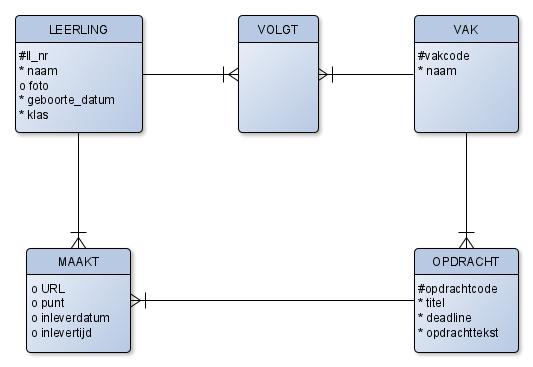 LEERLING
#ll_nr
* naam
o foto
* geboorte_datum
* klas
VOLGT
VAK
#vakcode
* naam
MAAKT
o URL
o punt
o inleverdatum
o inlevertijd
OPDRACHT
#opdrachtcode
* titel
* deadline
* opdrachttekst